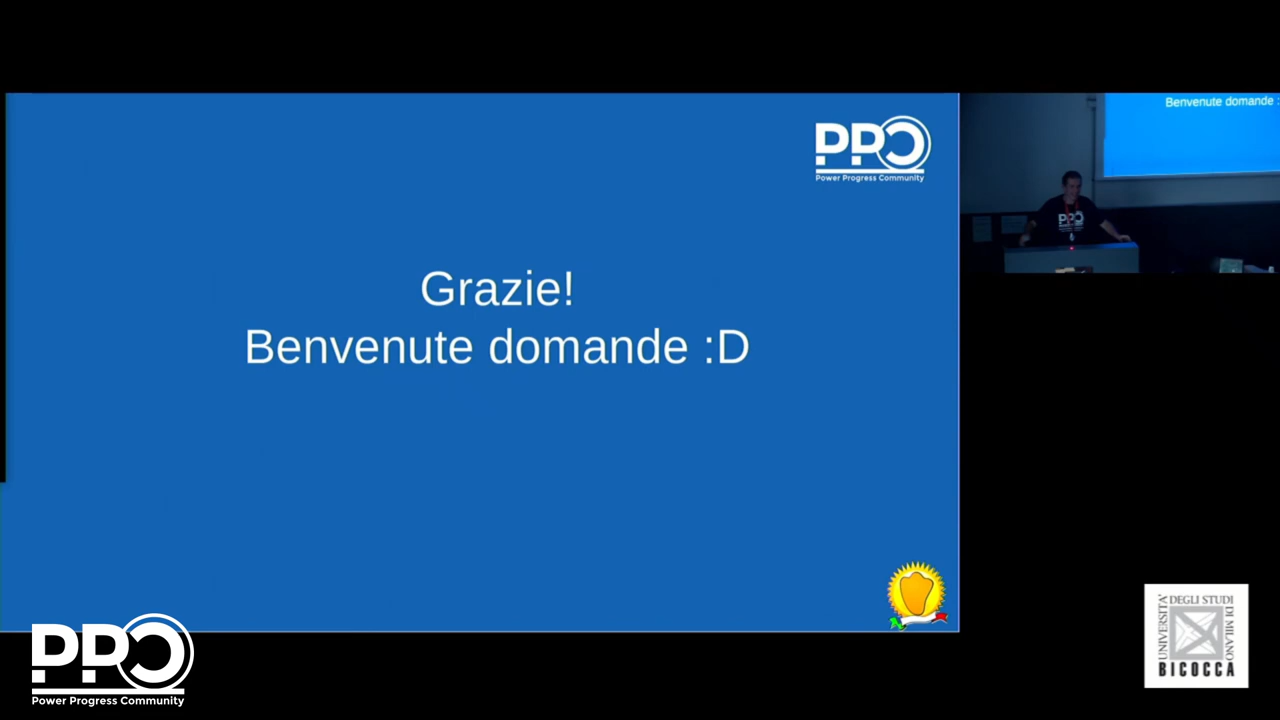 PPC
Power Progress Community
Grazie!
Benvenute domande :D
Benvenute domande :
PPC
PPC
Power Progress Community
UNIVERSITÀ
DEGLI STUDI
DI MILANO
BICOCCA